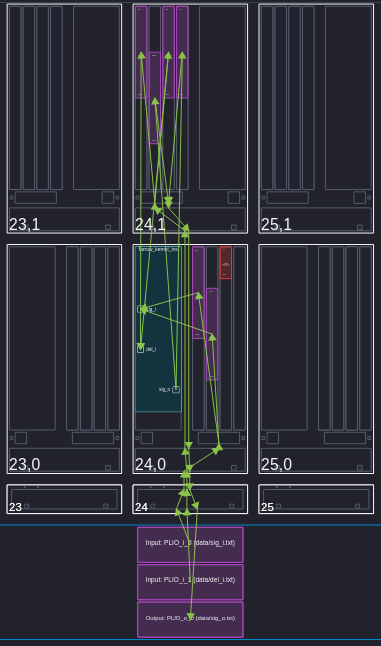 23,1
24,1
25,1
farrow_kernel_ins
sig_i
del_i
sig_o
23,0
24,0
25,0
23
24
25
Input: PLIO_i_0 (data/sig_i.txt)
Input: PLIO_i_1 (data/del_i.txt)
Output: PLIO_o_0 (data/sig_o.txt)